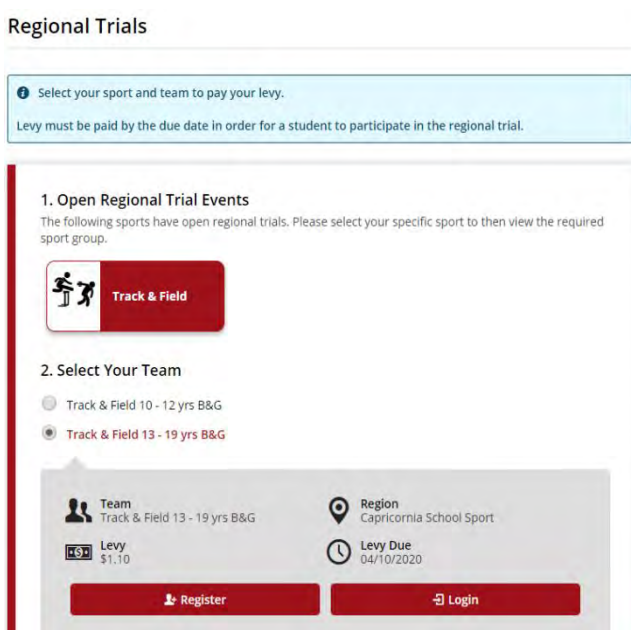 Regional Trials
Select your sport and team to pay your levy.
Levy must be paid by the due date in order for a student to participate in the regional trial.
1. Open Regional Trial Events
The following sports have open regional trials. Please select your specific sport to then view the required
sport group.
Track & Field
2. Select Your Team
Track & Field 10 - 12 yrs B&G
Track & Field 13 - 19 yrs B&G
Team
Track & Field 13 - 19 yrs B&G
Region
Capricornia School Sport
Levy
$1.10
Levy Due
04/10/2020
Register
Login